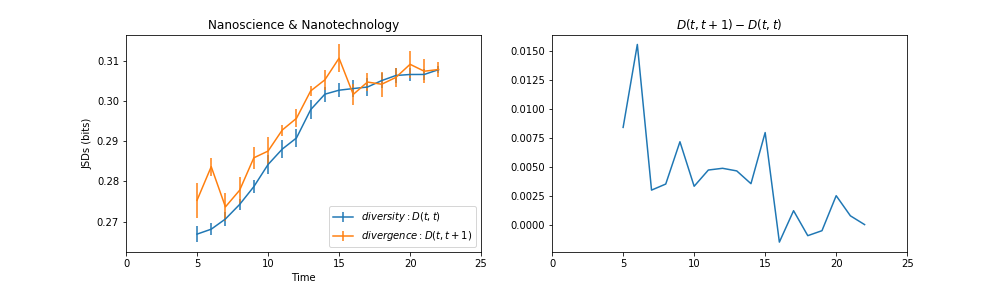 Nanoscience & Nanotechnology
JSDs (bits)
0.31
0.30
0.29
0.28
0.27
0 5 10 15 20 25
Time
diversity: D(t, t)
divergence: D(t, t + 1)
D(t, t + 1) − D(t, t)
0.0150
0.0125
0.0100
0.0075
0.0050
0.0025
0.0000
0 5 10 15 20 25